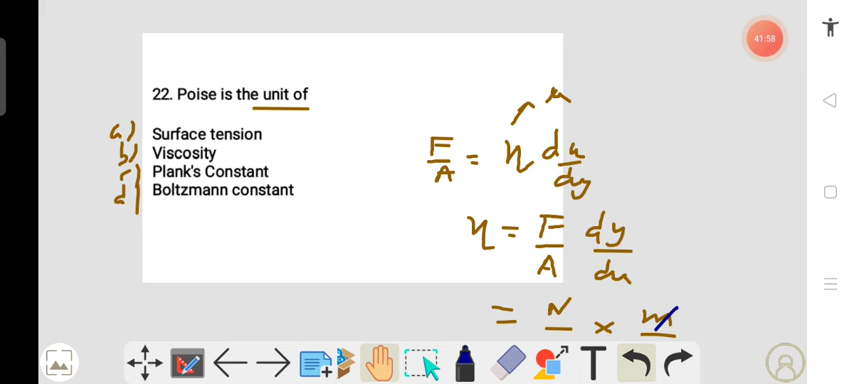 41:58
22. Poise is the unit of
a) Surface tension
b) Viscosity
c) Plank's Constant
d) Boltzmann constant
μ
F/A = η du/dy
η = F/A dy/du
= N × m
T